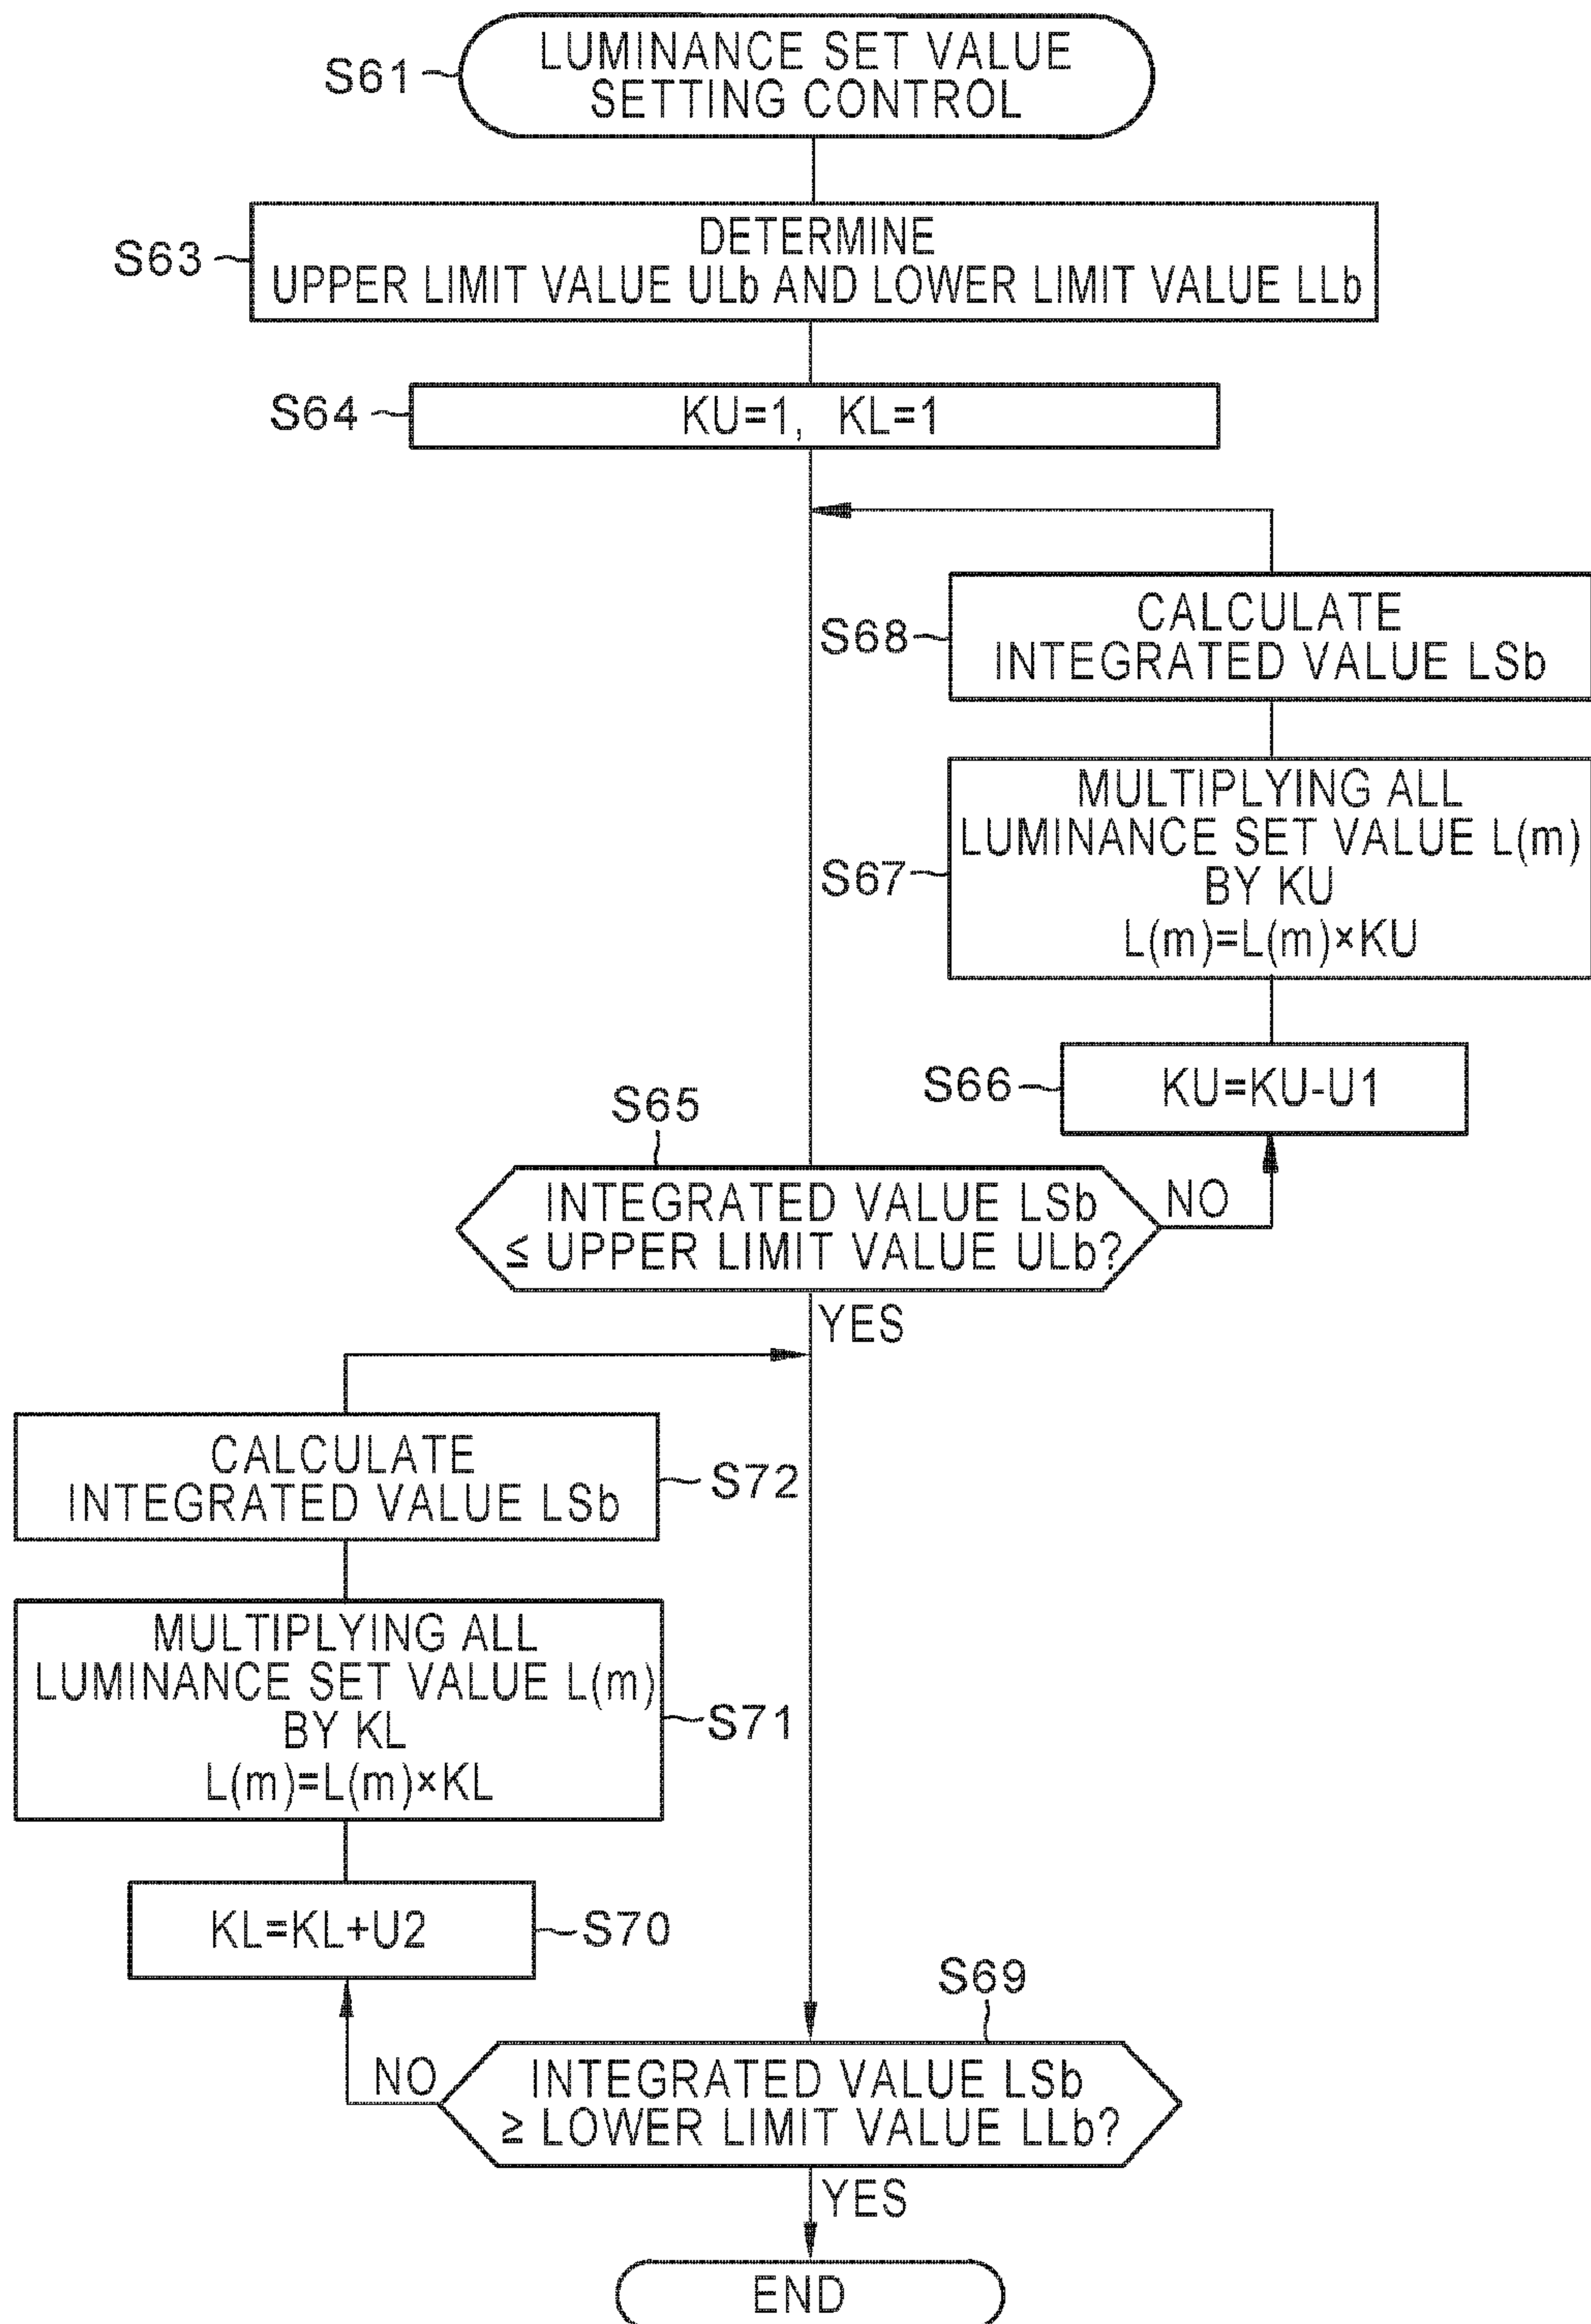 S61
LUMINANCE SET VALUE
SETTING CONTROL
S63
DETERMINE
UPPER LIMIT VALUE ULb AND LOWER LIMIT VALUE LLb
S64
KU=1, KL=1
S68
CALCULATE
INTEGRATED VALUE LSb
S67
MULTIPLYING ALL
LUMINANCE SET VALUE L(m)
BY KU
L(m)=L(m)×KU
S66
KU=KU-U1
S65
INTEGRATED VALUE LSb
≤ UPPER LIMIT VALUE ULb?
NO
YES
CALCULATE
INTEGRATED VALUE LSb
S72
MULTIPLYING ALL
LUMINANCE SET VALUE L(m)
BY KL
L(m)=L(m)×KL
S71
KL=KL+U2
S70
S69
NO
INTEGRATED VALUE LSb
≥ LOWER LIMIT VALUE LLb?
YES
END